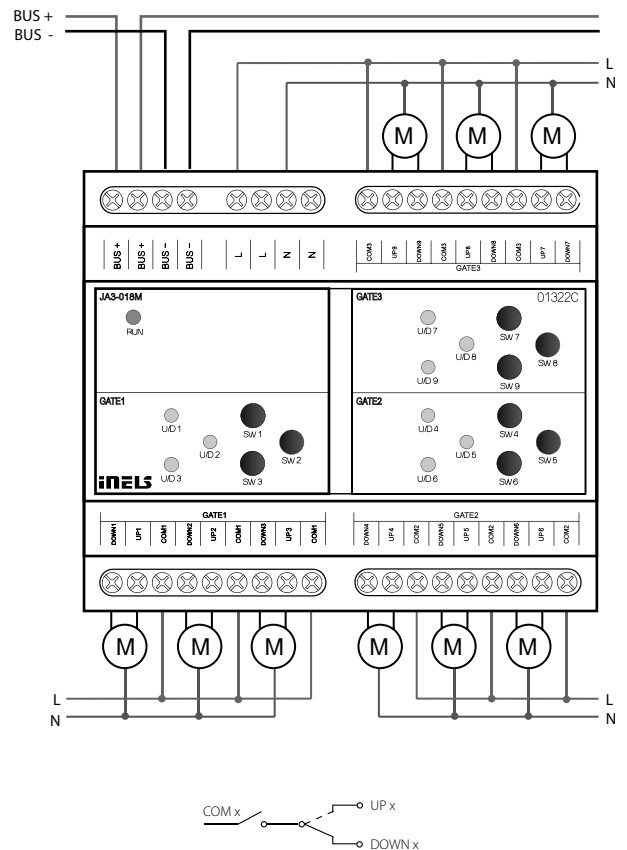 BUS +
BUS -
L
N
M M M
BUS + BUS + BUS – BUS – L L N N COM3 UP9 DOWN9 COM3 UP8 DOWN8 COM3 UP7 DOWN7
GATE3
JA3-018M GATE3 01322C
RUN U/D 7 SW 7
U/D 8 SW 8
U/D 9 SW 9
GATE1 GATE2
U/D 1 SW 1 U/D 4 SW 4
U/D 2 SW 2 U/D 5 SW 5
U/D 3 SW 3 U/D 6 SW 6
iNELS
GATE1 GATE2
DOWN1 UP1 COM1 DOWN2 UP2 COM1 DOWN3 UP3 COM1 DOWN4 UP4 COM2 DOWN5 UP5 COM2 DOWN6 UP6 COM2
M M M M M M
L L
N N
COM x UP x
DOWN x